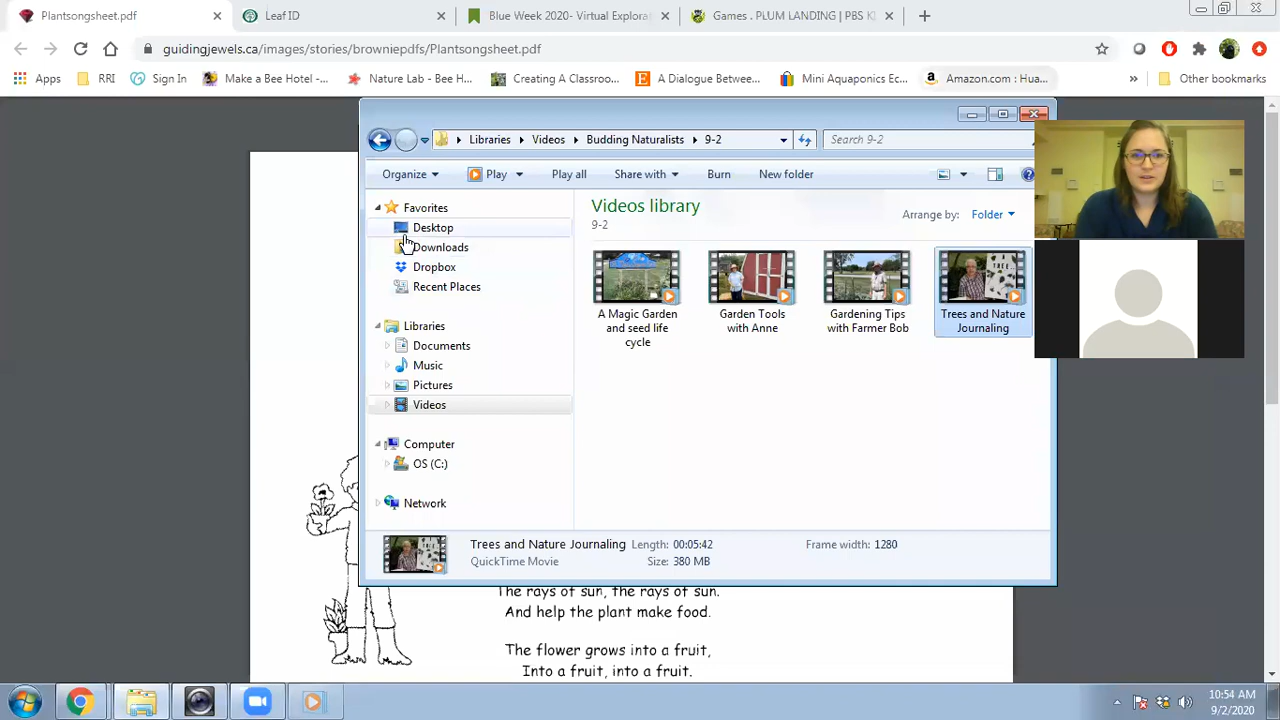 Plantsongsheet.pdf
Leaf ID
Blue Week 2020- Virtual Explorat
Games . PLUM LANDING | PBS KI
guidingjewels.ca/images/stories/browniepdfs/Plantsongsheet.pdf
Apps
RRI
Sign In
Make a Bee Hotel -...
Nature Lab - Bee H...
Creating A Classroo...
A Dialogue Betwee...
Mini Aquaponics Ec...
Amazon.com : Hua...
Other bookmarks
Libraries
Videos
Budding Naturalists
9-2
Search 9-2
Organize
Play
Play all
Share with
Burn
New folder
Favorites
Desktop
Downloads
Dropbox
Recent Places
Libraries
Documents
Music
Pictures
Videos
Computer
OS (C:)
Network
Videos library
9-2
Arrange by:
Folder
A Magic Garden
and seed life
cycle
Garden Tools
with Anne
Gardening Tips
with Farmer Bob
TREE
Trees and Nature
Journaling
Trees and Nature Journaling
Length: 00:05:42
Frame width: 1280
QuickTime Movie
Size: 380 MB
The rays of sun, the rays of sun.
And help the plant make food.
The flower grows into a fruit,
Into a fruit, into a fruit.
10:54 AM
9/2/2020